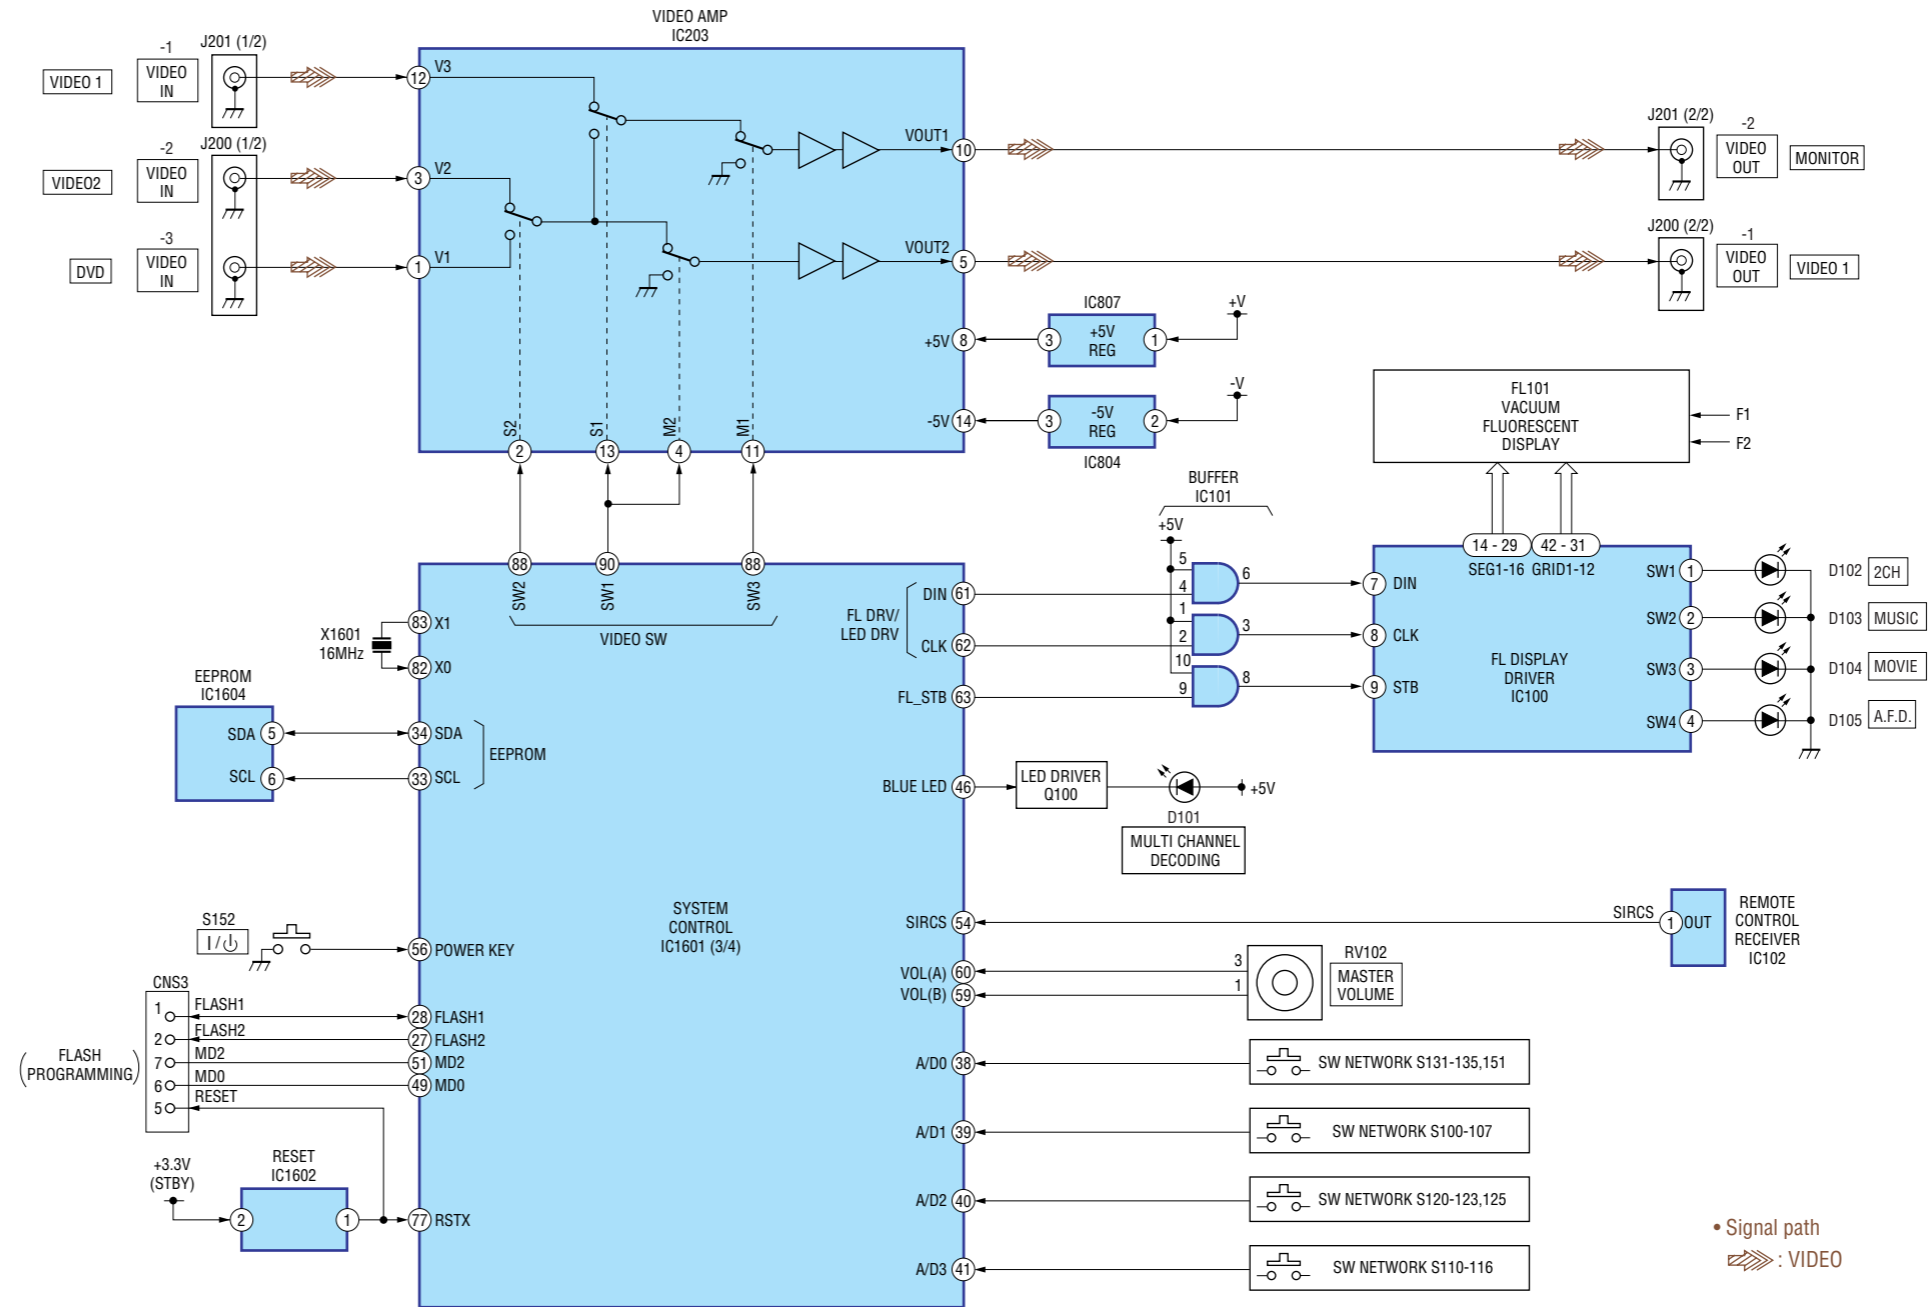 VIDEO AMP
IC203
VIDEO 1
-1
VIDEO
IN
J201 (1/2)
12
V3
VIDEO2
-2
VIDEO
IN
J200 (1/2)
3
V2
DVD
-3
VIDEO
IN
1
V1
VOUT1
10
VOUT2
5
+5V
8
-5V
14
J201 (2/2)
-2
VIDEO
OUT
MONITOR
J200 (2/2)
-1
VIDEO
OUT
VIDEO 1
IC807
3
+5V
REG
1
+V
3
-5V
REG
2
-V
IC804
S2
S1
M2
M1
2
13
4
11
88
90
88
SW2
SW1
SW3
VIDEO SW
FL101
VACUUM
FLUORESCENT
DISPLAY
F1
F2
BUFFER
IC101
+5V
5
4
6
1
2
3
10
9
8
14 - 29
42 - 31
SEG1-16
GRID1-12
7
DIN
8
CLK
9
STB
FL DISPLAY
DRIVER
IC100
SW1
1
SW2
2
SW3
3
SW4
4
D102
2CH
D103
MUSIC
D104
MOVIE
D105
A.F.D.
FL DRV/
LED DRV
DIN
61
CLK
62
FL_STB
63
X1601
16MHz
83
X1
82
X0
EEPROM
IC1604
SDA
5
SCL
6
34
SDA
33
SCL
EEPROM
BLUE LED
46
LED DRIVER
Q100
D101
+5V
MULTI CHANNEL
DECODING
SYSTEM
CONTROL
IC1601 (3/4)
SIRCS
54
SIRCS
1
OUT
REMOTE
CONTROL
RECEIVER
IC102
S152
I/⏻
56
POWER KEY
VOL(A)
60
VOL(B)
59
3
1
RV102
MASTER
VOLUME
CNS3
(FLASH
PROGRAMMING)
1
FLASH1
28
FLASH1
2
FLASH2
27
FLASH2
7
MD2
51
MD2
6
MD0
49
MD0
5
RESET
+3.3V
(STBY)
RESET
IC1602
2
1
77
RSTX
A/D0
38
SW NETWORK S131-135,151
A/D1
39
SW NETWORK S100-107
A/D2
40
SW NETWORK S120-123,125
A/D3
41
SW NETWORK S110-116
• Signal path
: VIDEO